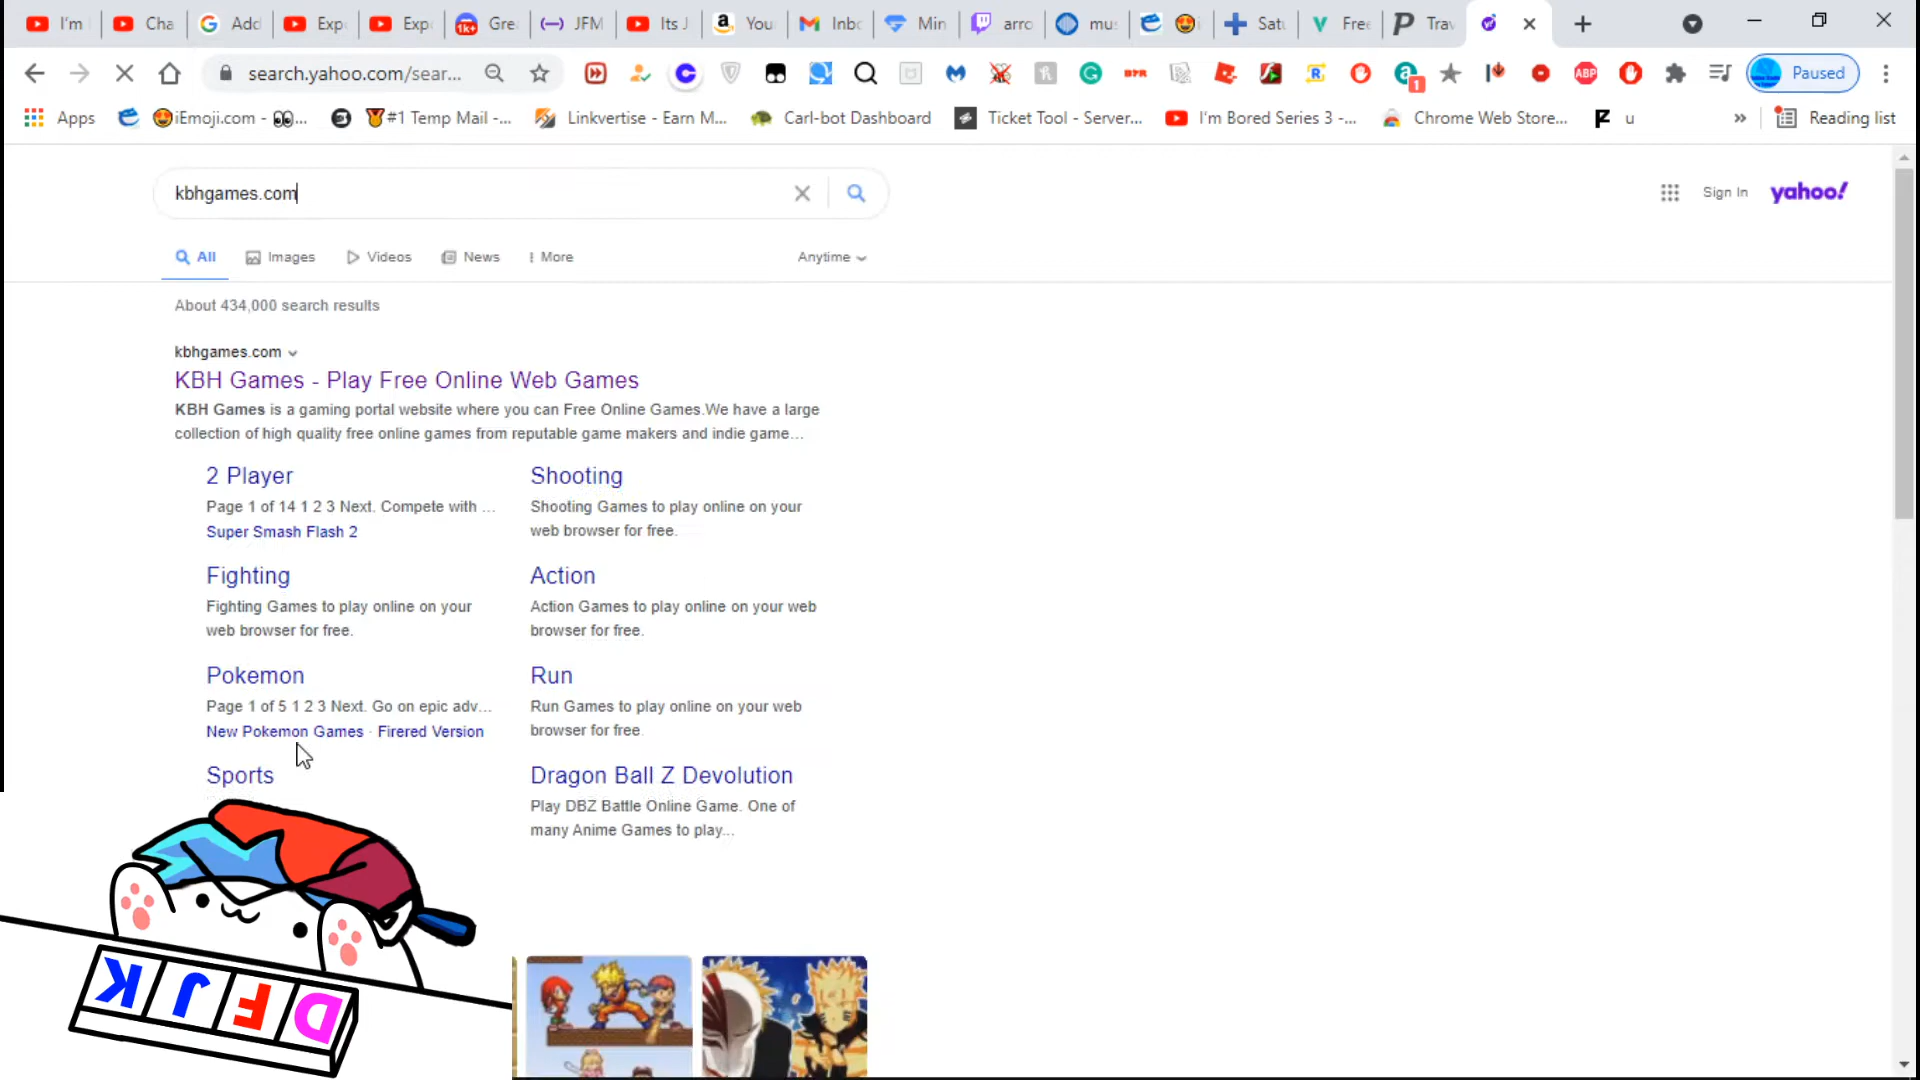 I'm
Cha
Add
Exp
Exp
Gre
JFM
Its J
You
Inb
Min
arro
mu
Satu
Free
Trav
search.yahoo.com/sear...
Paused
Apps
iEmoji.com -
#1 Temp Mail -...
Linkvertise - Earn M...
Carl-bot Dashboard
Ticket Tool - Server...
I'm Bored Series 3 -...
Chrome Web Store...
u
»
Reading list
kbhgames.com
Sign In
yahoo!
All
Images
Videos
News
More
Anytime
About 434,000 search results
kbhgames.com
KBH Games - Play Free Online Web Games
KBH Games is a gaming portal website where you can Free Online Games.We have a large
collection of high quality free online games from reputable game makers and indie game...
2 Player
Page 1 of 14 1 2 3 Next. Compete with ...
Super Smash Flash 2
Shooting
Shooting Games to play online on your
web browser for free.
Fighting
Fighting Games to play online on your
web browser for free.
Action
Action Games to play online on your web
browser for free.
Pokemon
Page 1 of 5 1 2 3 Next. Go on epic adv...
New Pokemon Games · Firered Version
Run
Run Games to play online on your web
browser for free.
Sports
Dragon Ball Z Devolution
Play DBZ Battle Online Game. One of
many Anime Games to play...
D F J K